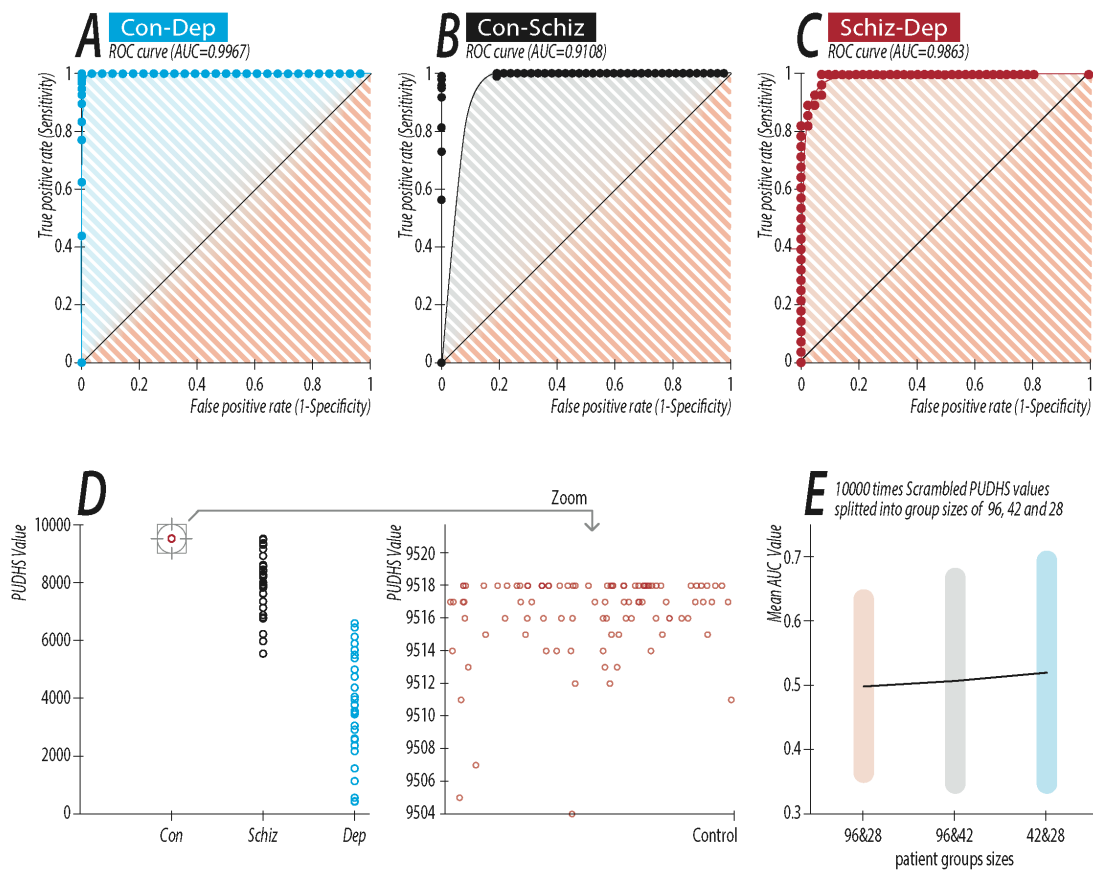 A Con-Dep
ROC curve (AUC=0.9967)
True positive rate (Sensitivity)
1
0.8
0.6
0.4
0.2
0
0 0.2 0.4 0.6 0.8 1
False positive rate (1-Specificity)
B Con-Schiz
ROC curve (AUC=0.9108)
True positive rate (Sensitivity)
1
0.8
0.6
0.4
0.2
0
0 0.2 0.4 0.6 0.8 1
False positive rate (1-Specificity)
C Schiz-Dep
ROC curve (AUC=0.9863)
True positive rate (Sensitivity)
1
0.8
0.6
0.4
0.2
0
0 0.2 0.4 0.6 0.8 1
False positive rate (1-Specificity)
D
PUDHS Value
10000
8000
6000
4000
2000
0
Con Schiz Dep
Zoom
PUDHS Value
9520
9518
9516
9514
9512
9510
9508
9506
9504
Control
E 10000 times Scrambled PUDHS values
splitted into group sizes of 96, 42 and 28
Mean AUC Value
0.7
0.6
0.5
0.4
0.3
96&28 96&42 42&28
patient groups sizes